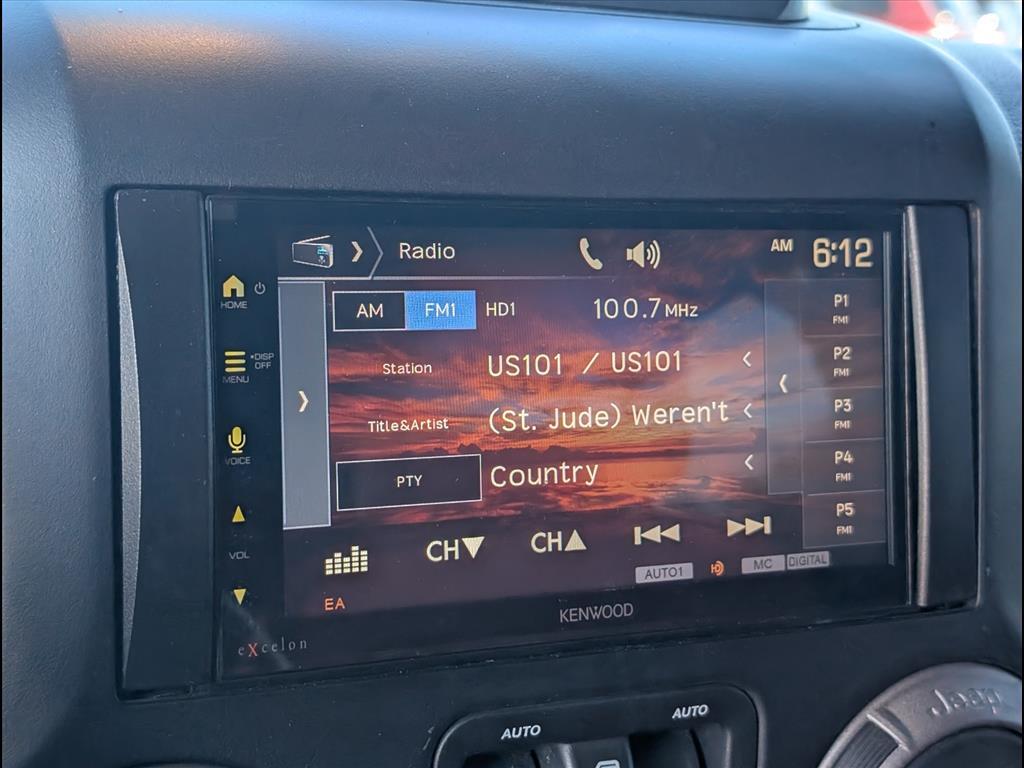 Radio
AM 6:12
HOME
AM FM1 HD1 100.7MHz
P1
FM1
•DISP
OFF
MENU
Station US101 / US101
P2
FM1
Title&Artist (St. Jude) Weren't
P3
FM1
VOICE
PTY Country
P4
FM1
P5
FM1
VOL
CH▼ CH▲
AUTO1 MC DIGITAL
EA
KENWOOD
eXcelon
AUTO AUTO
Jeep